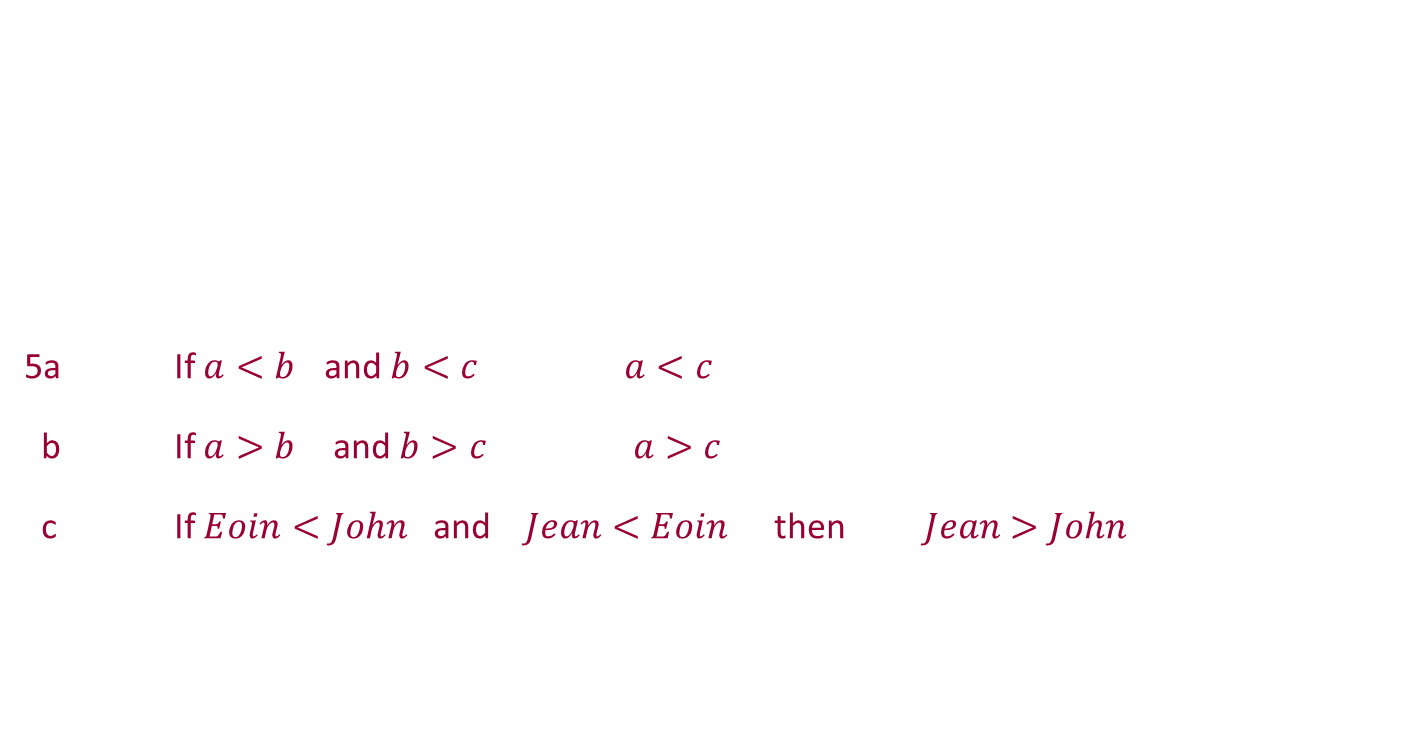 5a If a < b and b < c a < c
b If a > b and b > c a > c
c If Eoin < John and Jean < Eoin then Jean > John